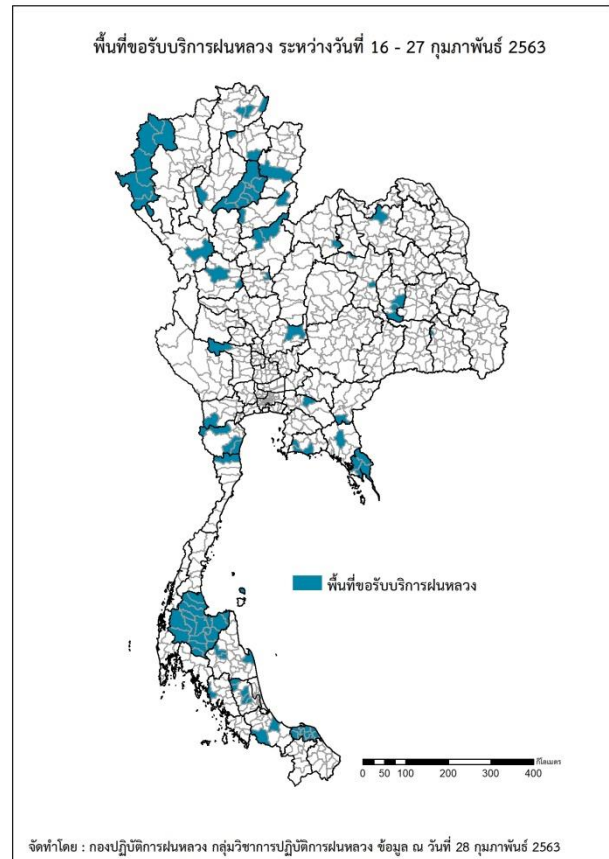 พื้นที่ขอรับบริการฝนหลวง ระหว่างวันที่ 16 - 27 กุมภาพันธ์ 2563
พื้นที่ขอรับบริการฝนหลวง
กิโลเมตร
0 50 100 200 300 400
จัดทำโดย : กองปฏิบัติการฝนหลวง กลุ่มวิชาการปฏิบัติการฝนหลวง ข้อมูล ณ วันที่ 28 กุมภาพันธ์ 2563